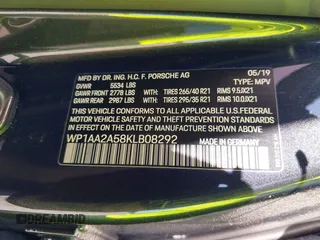 MFD. BY DR. ING. H.C. F. PORSCHE AG 05/19
GVWR 5534 LBS TYPE: MPV
GAWR FRONT 2778 LBS WITH TIRES 265/40 R21 RIMS 9.5JX21
GAWR REAR 2987 LBS WITH TIRES 295/35 R21 RIMS 10.0JX21
THIS VEHICLE CONFORMS TO ALL APPLICABLE U.S. FEDERAL
MOTOR VEHICLE SAFETY, BUMPER AND THEFT PREVENTION
STANDARDS IN EFFECT ON THE DATE OF MANUFACTURE SHOWN ABOVE
WP1AA2A58KLB08292 MADE IN GERMANY
DREAMBID